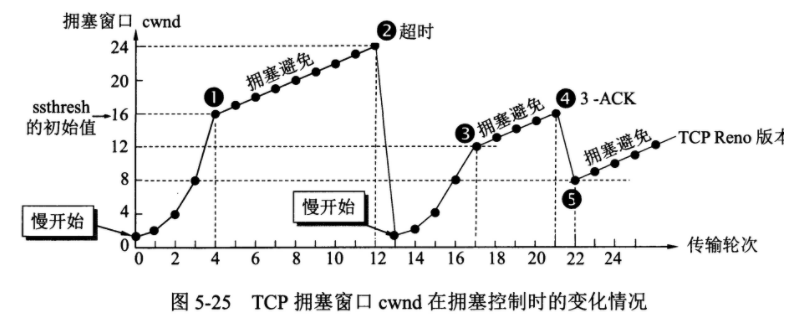 拥塞窗口 cwnd
❷超时
24
20
16
12
8
4
0
ssthresh
的初始值
❶
拥塞避免
❸
拥塞避免
❹ 3 -ACK
拥塞避免
TCP Reno 版本
❺
慢开始
慢开始
0 2 4 6 8 10 12 14 16 18 20 22 24
传输轮次
图 5-25 TCP 拥塞窗口 cwnd 在拥塞控制时的变化情况